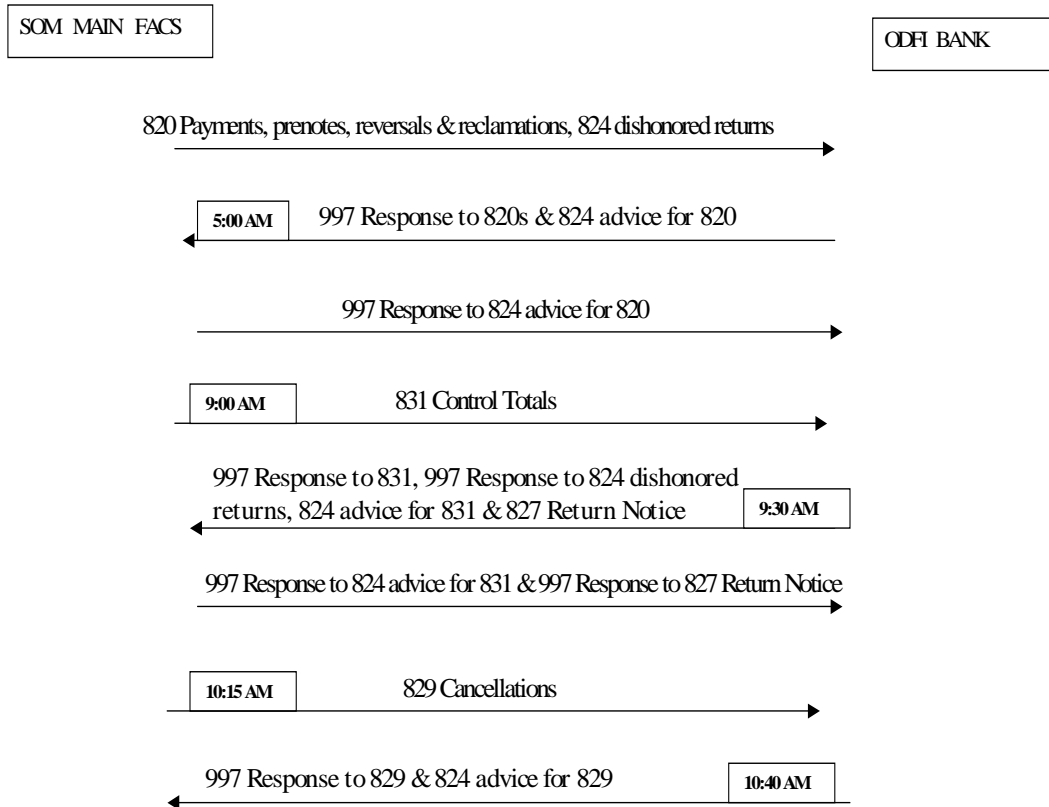 SOM MAIN FACS
ODFI BANK
820 Payments, prenotes, reversals & reclamations, 824 dishonored returns
5:00 AM
997 Response to 820s & 824 advice for 820
997 Response to 824 advice for 820
9:00 AM
831 Control Totals
997 Response to 831, 997 Response to 824 dishonored
returns, 824 advice for 831 & 827 Return Notice
9:30 AM
997 Response to 824 advice for 831 & 997 Response to 827 Return Notice
10:15 AM
829 Cancellations
997 Response to 829 & 824 advice for 829
10:40 AM